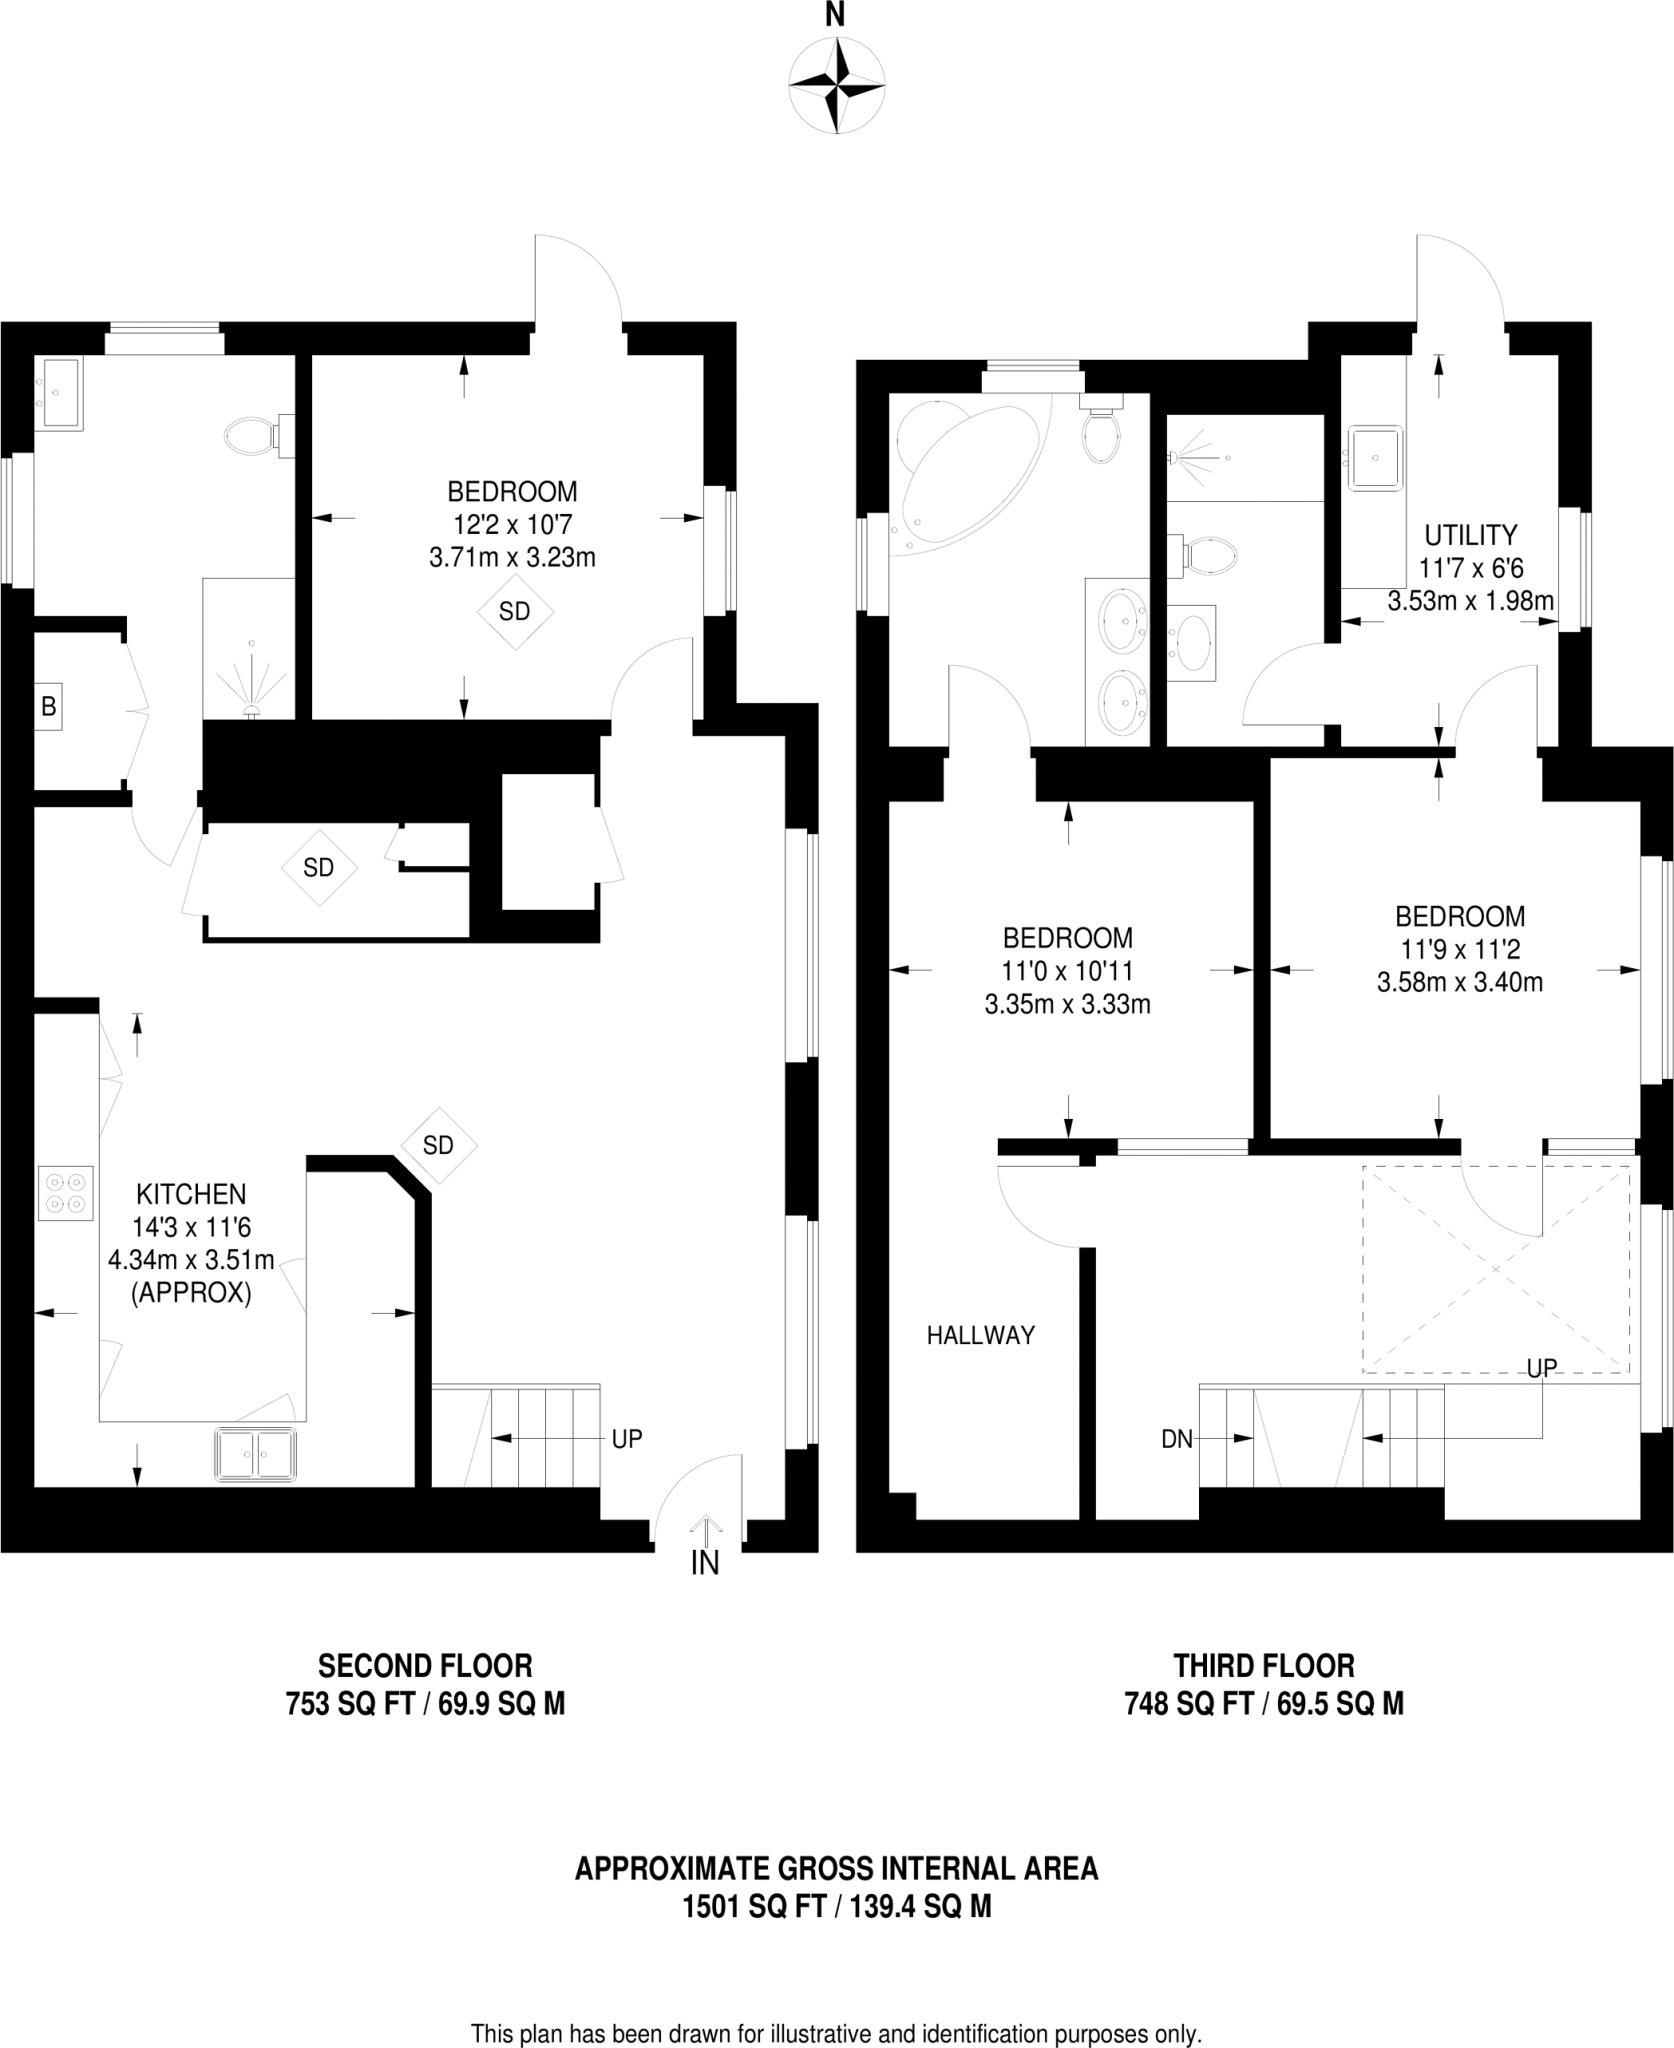 N
BEDROOM
12'2 x 10'7
3.71m x 3.23m
SD
B
SD
SD
KITCHEN
14'3 x 11'6
4.34m x 3.51m
(APPROX)
UP
IN
UTILITY
11'7 x 6'6
3.53m x 1.98m
BEDROOM
11'0 x 10'11
3.35m x 3.33m
BEDROOM
11'9 x 11'2
3.58m x 3.40m
HALLWAY
UP
DN
SECOND FLOOR
753 SQ FT / 69.9 SQ M
THIRD FLOOR
748 SQ FT / 69.5 SQ M
APPROXIMATE GROSS INTERNAL AREA
1501 SQ FT / 139.4 SQ M
This plan has been drawn for illustrative and identification purposes only.